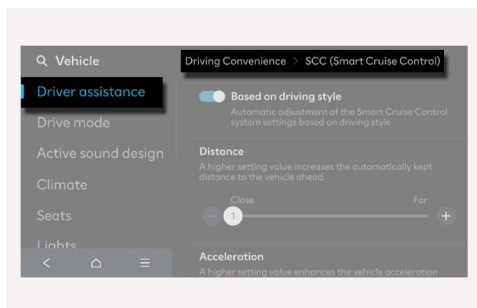 Vehicle
Driving Convenience > SCC (Smart Cruise Control)
Driver assistance
Drive mode
Active sound design
Climate
Seats
Lights
Based on driving style
Automatic adjustment of the Smart Cruise Control
system settings based on driving style
Distance
A higher setting value increases the automatically kept
distance to the vehicle ahead.
Close Far
1
Acceleration
A higher setting value enhances the vehicle acceleration